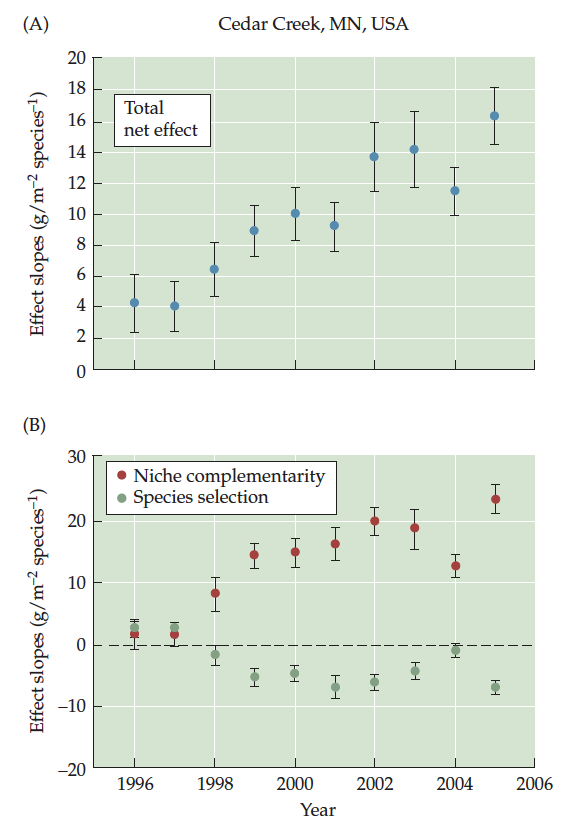 (A)
Cedar Creek, MN, USA
Effect slopes (g/m⁻² species⁻¹)
20
18
16
14
12
10
8
6
4
2
0
Total
net effect
(B)
Effect slopes (g/m⁻² species⁻¹)
30
20
10
0
–10
–20
Niche complementarity
Species selection
1996 1998 2000 2002 2004 2006
Year